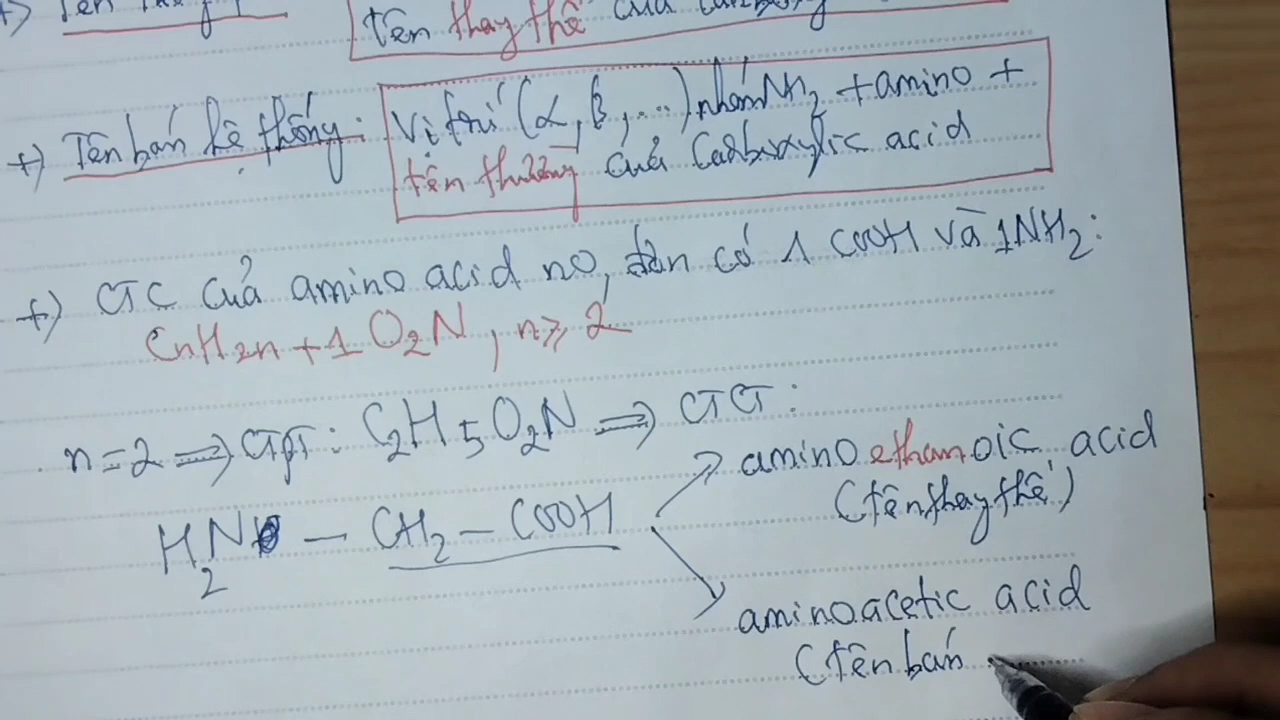 +) Tên
tên thay thế của
+) Tên bán hệ thống: Vị trí (α, β, ...) nhóm NH2 + amino +
tên thường của Carboxylic acid
+) CTC của amino acid no, đơn có 1 COOH và 1NH2:
CnH2n+1O2N, n≥2
n=2 ⇒ CTPT: C2H5O2N ⇒ CTCT:
H2N – CH2 – COOH
aminoethanoic acid
(tên thay thế)
aminoacetic acid
(tên bán